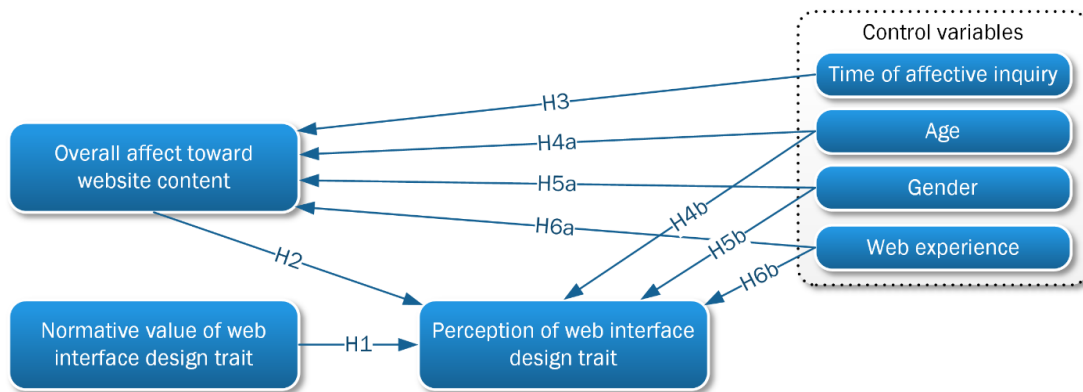 Control variables
Time of affective inquiry
H3
Age
H4a
Overall affect toward
website content
H5a
Gender
H4b
H5b
H6a
Web experience
H2
H6b
Normative value of web
interface design trait
H1
Perception of web interface
design trait